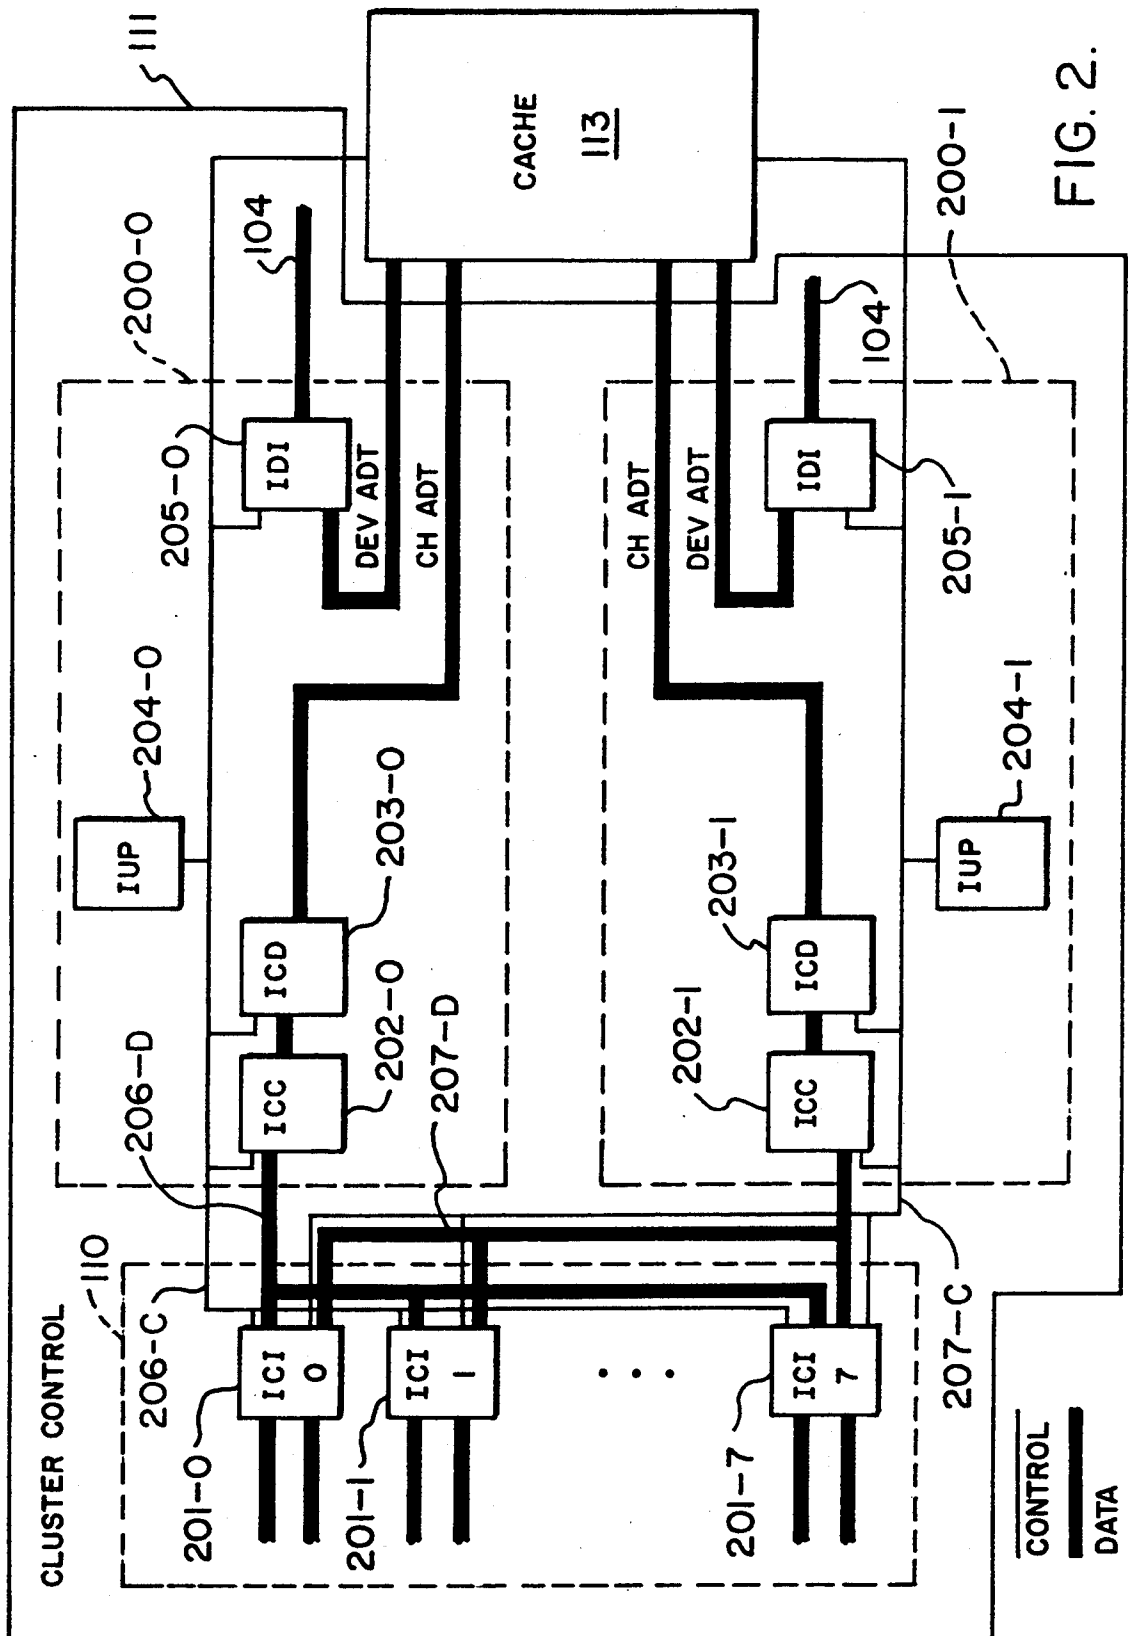 CLUSTER CONTROL
111
110
206-C
206-D
204-0
205-0
200-0
104
IUP
IDI
DEV ADT
CH ADT
201-0
ICI
0
ICC
ICD
203-0
202-0
207-D
CACHE
113
201-1
ICI
1
. . .
202-1
203-1
CH ADT
DEV ADT
201-7
ICI
7
ICC
ICD
IDI
104
205-1
204-1
IUP
200-1
207-C
CONTROL
DATA
FIG. 2.